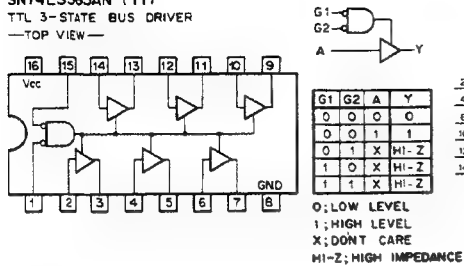 TTL 3-STATE BUS DRIVER
—TOP VIEW—
16 15 14 13 12 11 10 9
Vcc
GND
1 2 3 4 5 6 7 8
G1
G2
A
Y
G1 G2 A Y
0 0 0 0
0 0 1 1
0 1 X HI-Z
1 0 X HI-Z
1 1 X HI-Z
0; LOW LEVEL
1; HIGH LEVEL
X; DON'T CARE
HI-Z; HIGH IMPEDANCE